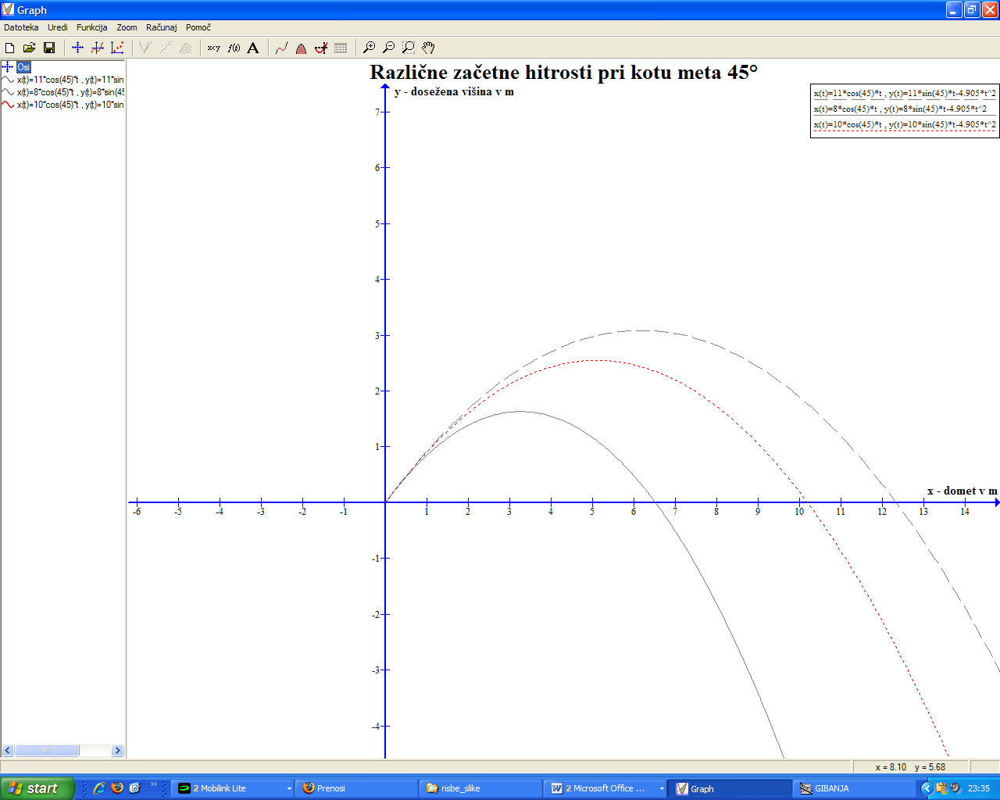 Graph
Datoteka Uredi Funkcija Zoom Računaj Pomoč
x<y f(x) A
Osi
x(t)=11*cos(45)*t , y(t)=11*sin
x(t)=8*cos(45)*t , y(t)=8*sin(45
x(t)=10*cos(45)*t , y(t)=10*sin
Različne začetne hitrosti pri kotu meta 45°
y - dosežena višina v m
x(t)=11*cos(45)*t , y(t)=11*sin(45)*t-4.905*t^2
x(t)=8*cos(45)*t , y(t)=8*sin(45)*t-4.905*t^2
x(t)=10*cos(45)*t , y(t)=10*sin(45)*t-4.905*t^2
7
6
5
4
3
2
1
x - domet v m
-6 -5 -4 -3 -2 -1 1 2 3 4 5 6 7 8 9 10 11 12 13 14
-1
-2
-3
-4
x = 8.10 y = 5.68
start
2 Mobilink Lite
Prenosi
risbe_slike
2 Microsoft Office ...
Graph
GIBANJA
23:35